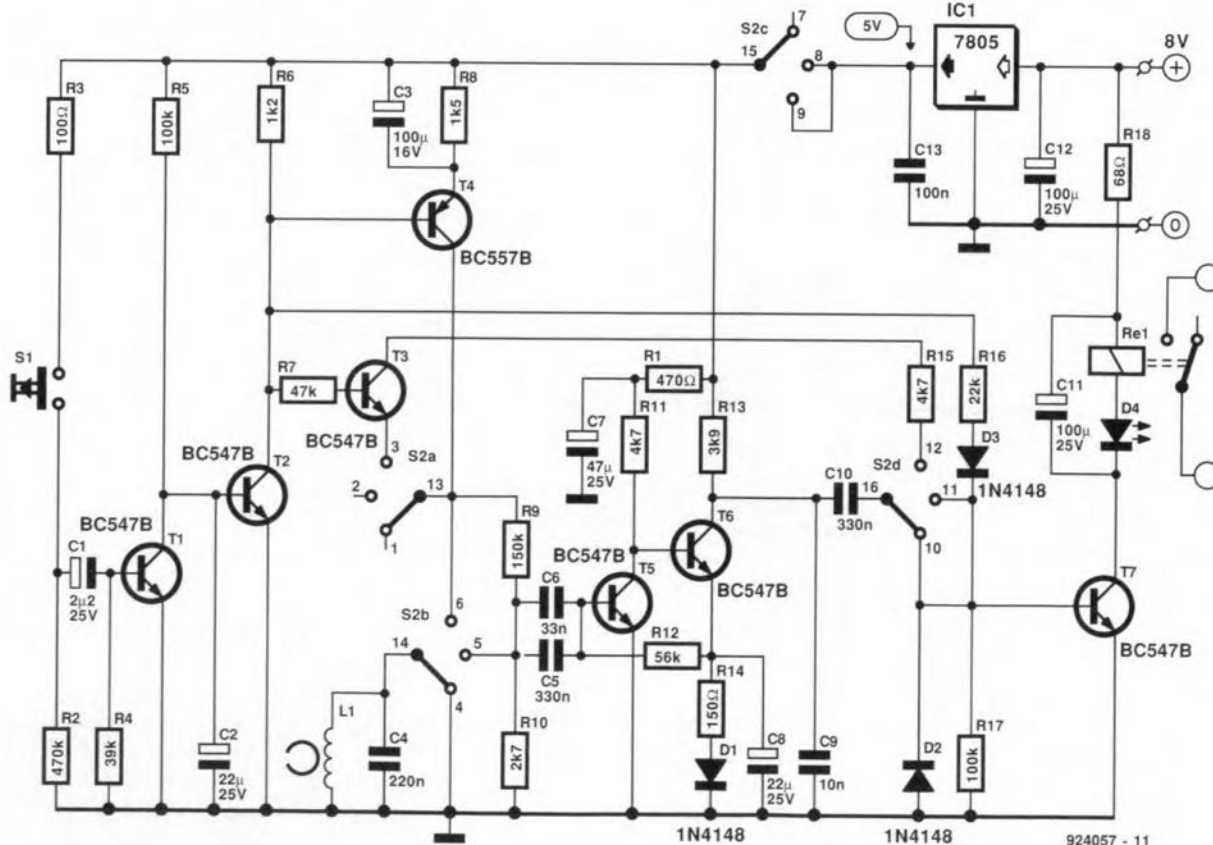 7
IC1
S2c
5V
7805
8V
15
8
+
R3
R5
R6
R8
C3
9
100Ω
100k
1k2
100μ
16V
1k5
R18
C13
C12
T4
100n
100μ
25V
68Ω
0
BC557B
S1
T3
R1
R15
R16
Re1
R7
470Ω
47k
R11
R13
4k7
22k
C11
C7
D4
BC547B
3
4k7
3k9
100μ
25V
47μ
25V
12
D3
BC547B
S2a
C10
S2d
T2
2
13
16
11
1N4148
T6
330n
1
R9
10
BC547B
150k
BC547B
T7
C1
T1
C6
T5
BC547B
2μ2
25V
6
33n
S2b
R12
BC547B
14
5
56k
C5
R14
330n
4
L1
150Ω
R2
R4
R10
C2
C4
D1
C8
C9
D2
R17
470k
39k
22μ
25V
220n
2k7
22μ
25V
10n
100k
1N4148
1N4148
924057 - 11